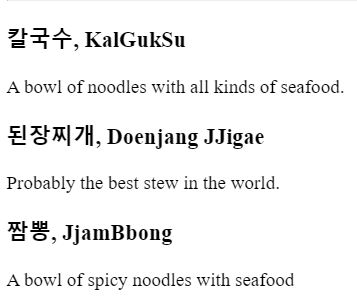 칼국수, KalGukSu
A bowl of noodles with all kinds of seafood.
된장찌개, Doenjang JJigae
Probably the best stew in the world.
짬뽕, JjamBbong
A bowl of spicy noodles with seafood